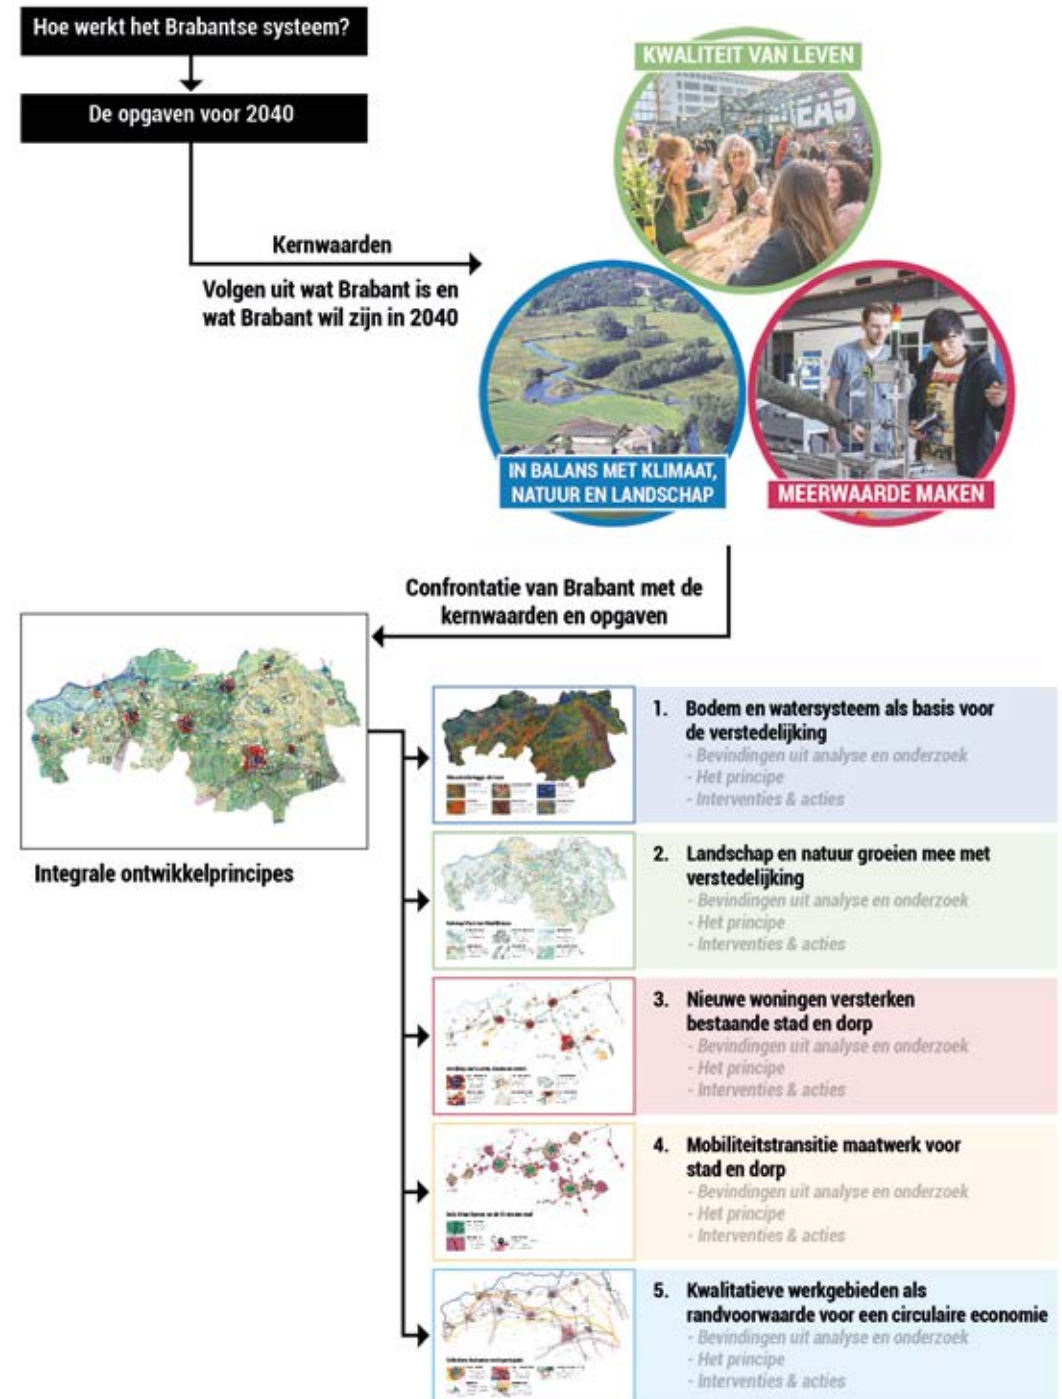 Hoe werkt het Brabantse systeem?
De opgaven voor 2040
Kernwaarden
Volgen uit wat Brabant is en
wat Brabant wil zijn in 2040
KWALITEIT VAN LEVEN
IN BALANS MET KLIMAAT,
NATUUR EN LANDSCHAP
MEERWAARDE MAKEN
Confrontatie van Brabant met de
kernwaarden en opgaven
Integrale ontwikkelprincipes
1. Bodem en watersysteem als basis voor
de verstedelijking
- Bevindingen uit analyse en onderzoek
- Het principe
- Interventies & acties
2. Landschap en natuur groeien mee met
verstedelijking
- Bevindingen uit analyse en onderzoek
- Het principe
- Interventies & acties
3. Nieuwe woningen versterken
bestaande stad en dorp
- Bevindingen uit analyse en onderzoek
- Het principe
- Interventies & acties
4. Mobiliteitstransitie maatwerk voor
stad en dorp
- Bevindingen uit analyse en onderzoek
- Het principe
- Interventies & acties
5. Kwalitatieve werkgebieden als
randvoorwaarde voor een circulaire economie
- Bevindingen uit analyse en onderzoek
- Het principe
- Interventies & acties